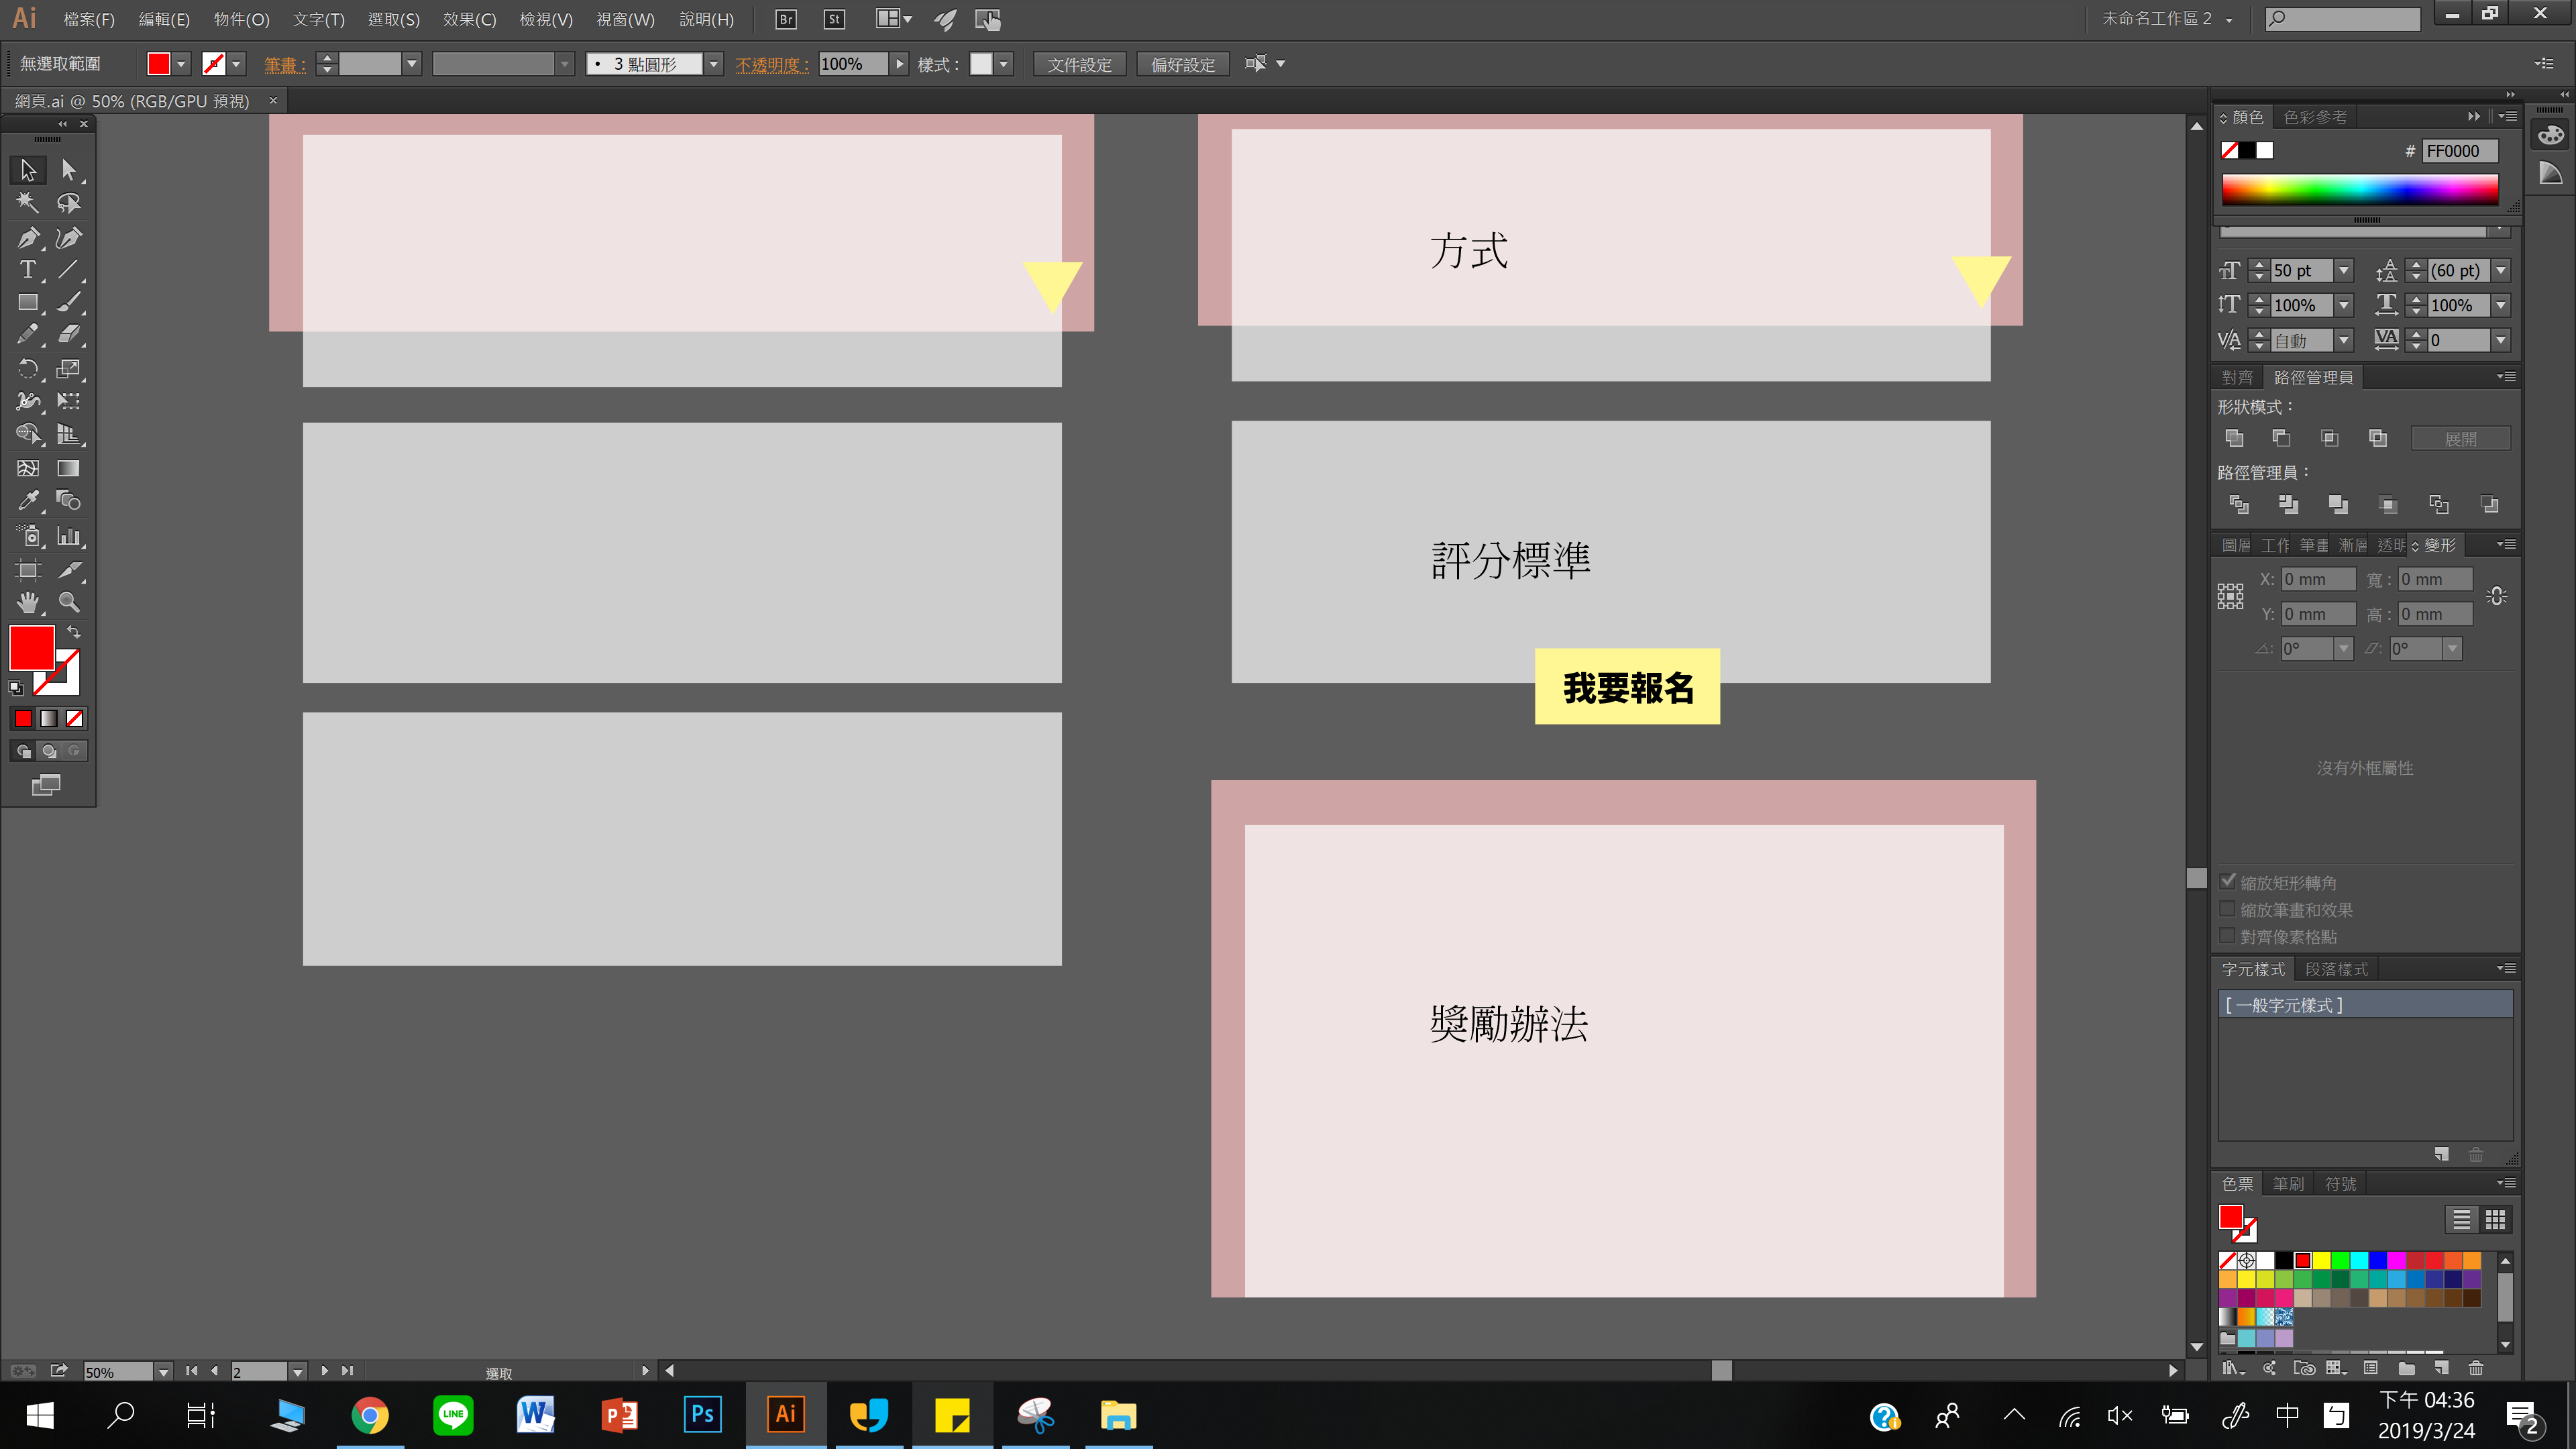 Ai 檔案(F) 編輯(E) 物件(O) 文字(T) 選取(S) 效果(C) 檢視(V) 視窗(W) 說明(H) Br St 未命名工作區 2
無選取範圍 筆畫： • 3 點圓形 不透明度： 100% 樣式： 文件設定 偏好設定
網頁.ai @ 50% (RGB/GPU 預視) ×
顏色 色彩參考
# FF0000
方式
50 pt (60 pt)
100% 100%
自動 0
對齊 路徑管理員
形狀模式：
展開
路徑管理員：
評分標準
圖層 工作 筆畫 漸層 透明 變形
X: 0 mm 寬： 0 mm
Y: 0 mm 高： 0 mm
0° 0°
我要報名
沒有外框屬性
縮放矩形轉角
縮放筆畫和效果
對齊像素格點
字元樣式 段落樣式
[ 一般字元樣式 ]
獎勵辦法
色票 筆刷 符號
50% 2 選取
LINE W P Ps Ai 中 ㄅ 下午 04:36
2019/3/24 2